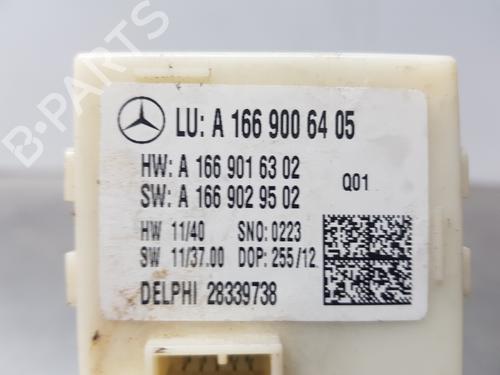 LU: A 166 900 64 05
HW: A 166 901 63 02
SW: A 166 902 95 02
Q01
HW 11/40 SNO: 0223
SW 11/37.00 DOP: 255/12
DELPHI 28339738
B-PARTS
B-PARTS